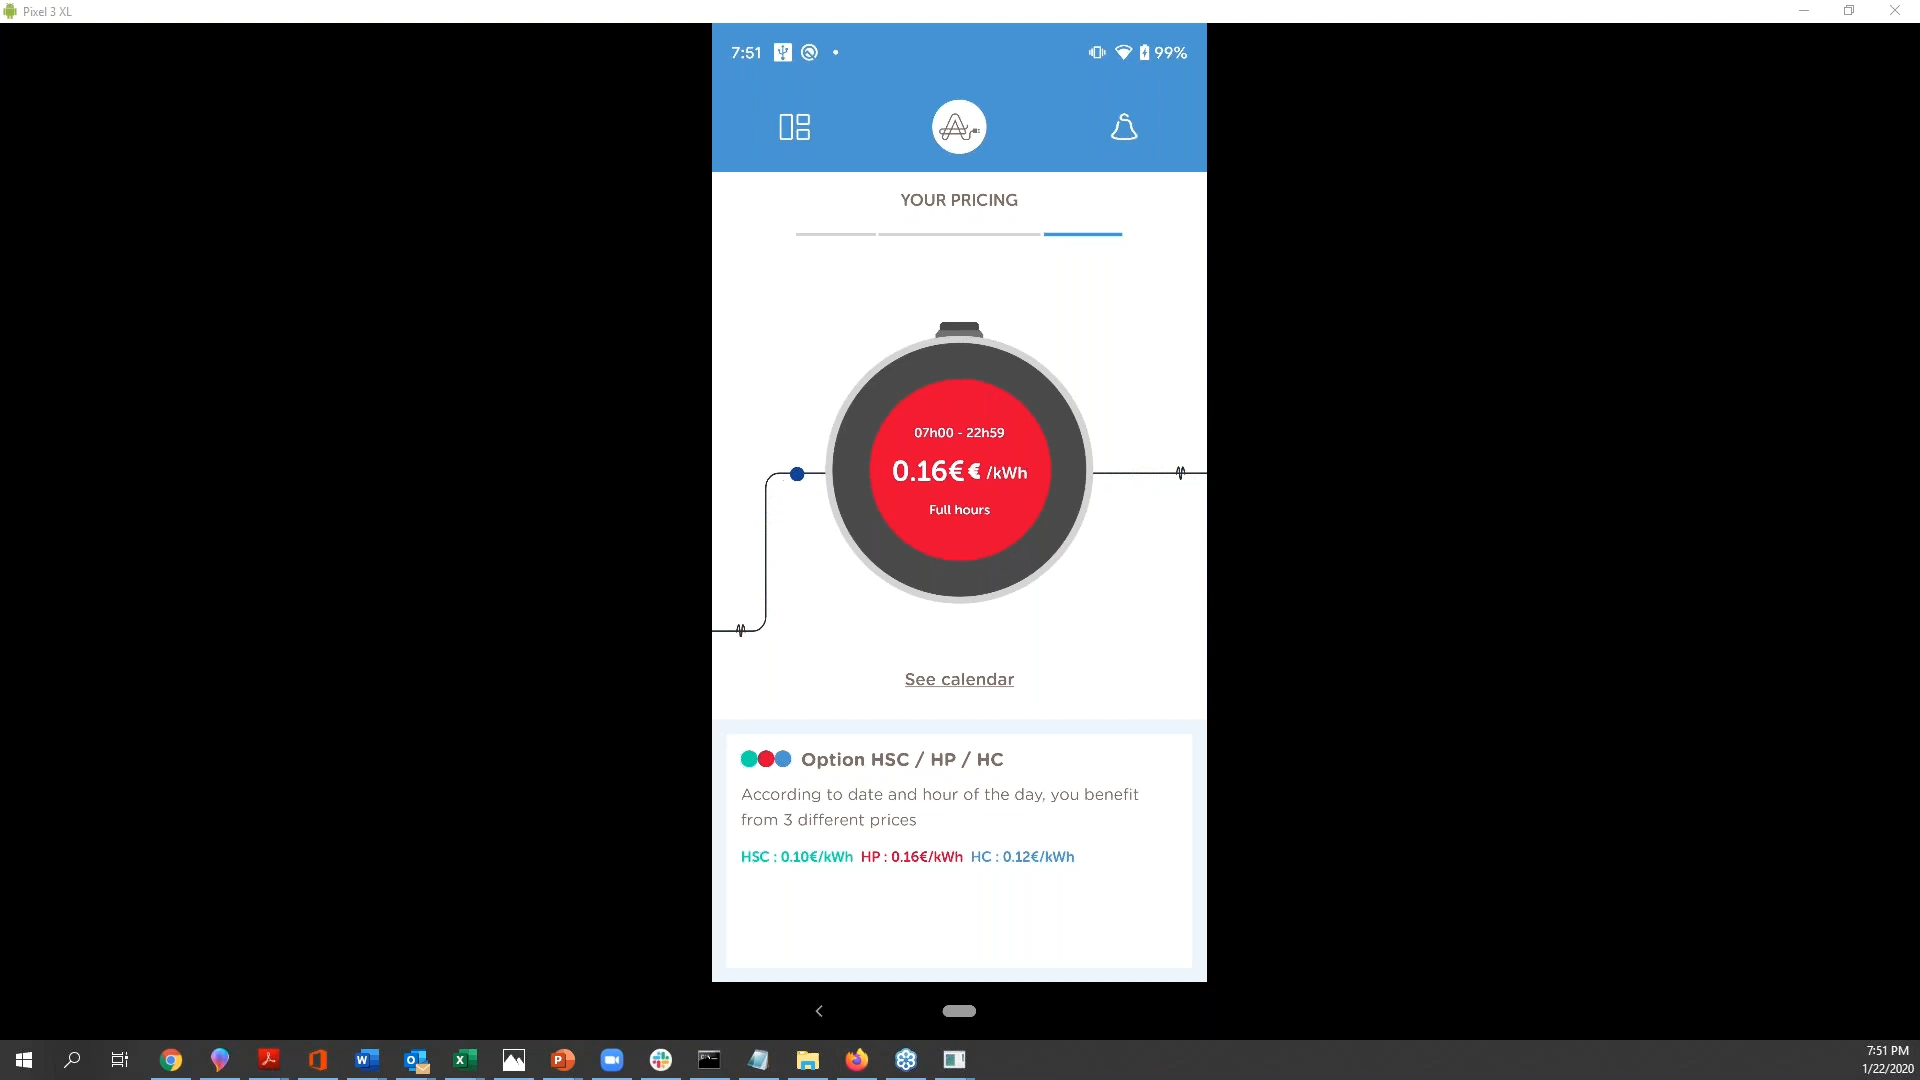 Pixel 3 XL
7:51
99%
YOUR PRICING
07h00 - 22h59
0.16€ € /kWh
Full hours
See calendar
Option HSC / HP / HC
According to date and hour of the day, you benefit
from 3 different prices
HSC : 0.10€/kWh HP : 0.16€/kWh HC : 0.12€/kWh
7:51 PM
1/22/2020